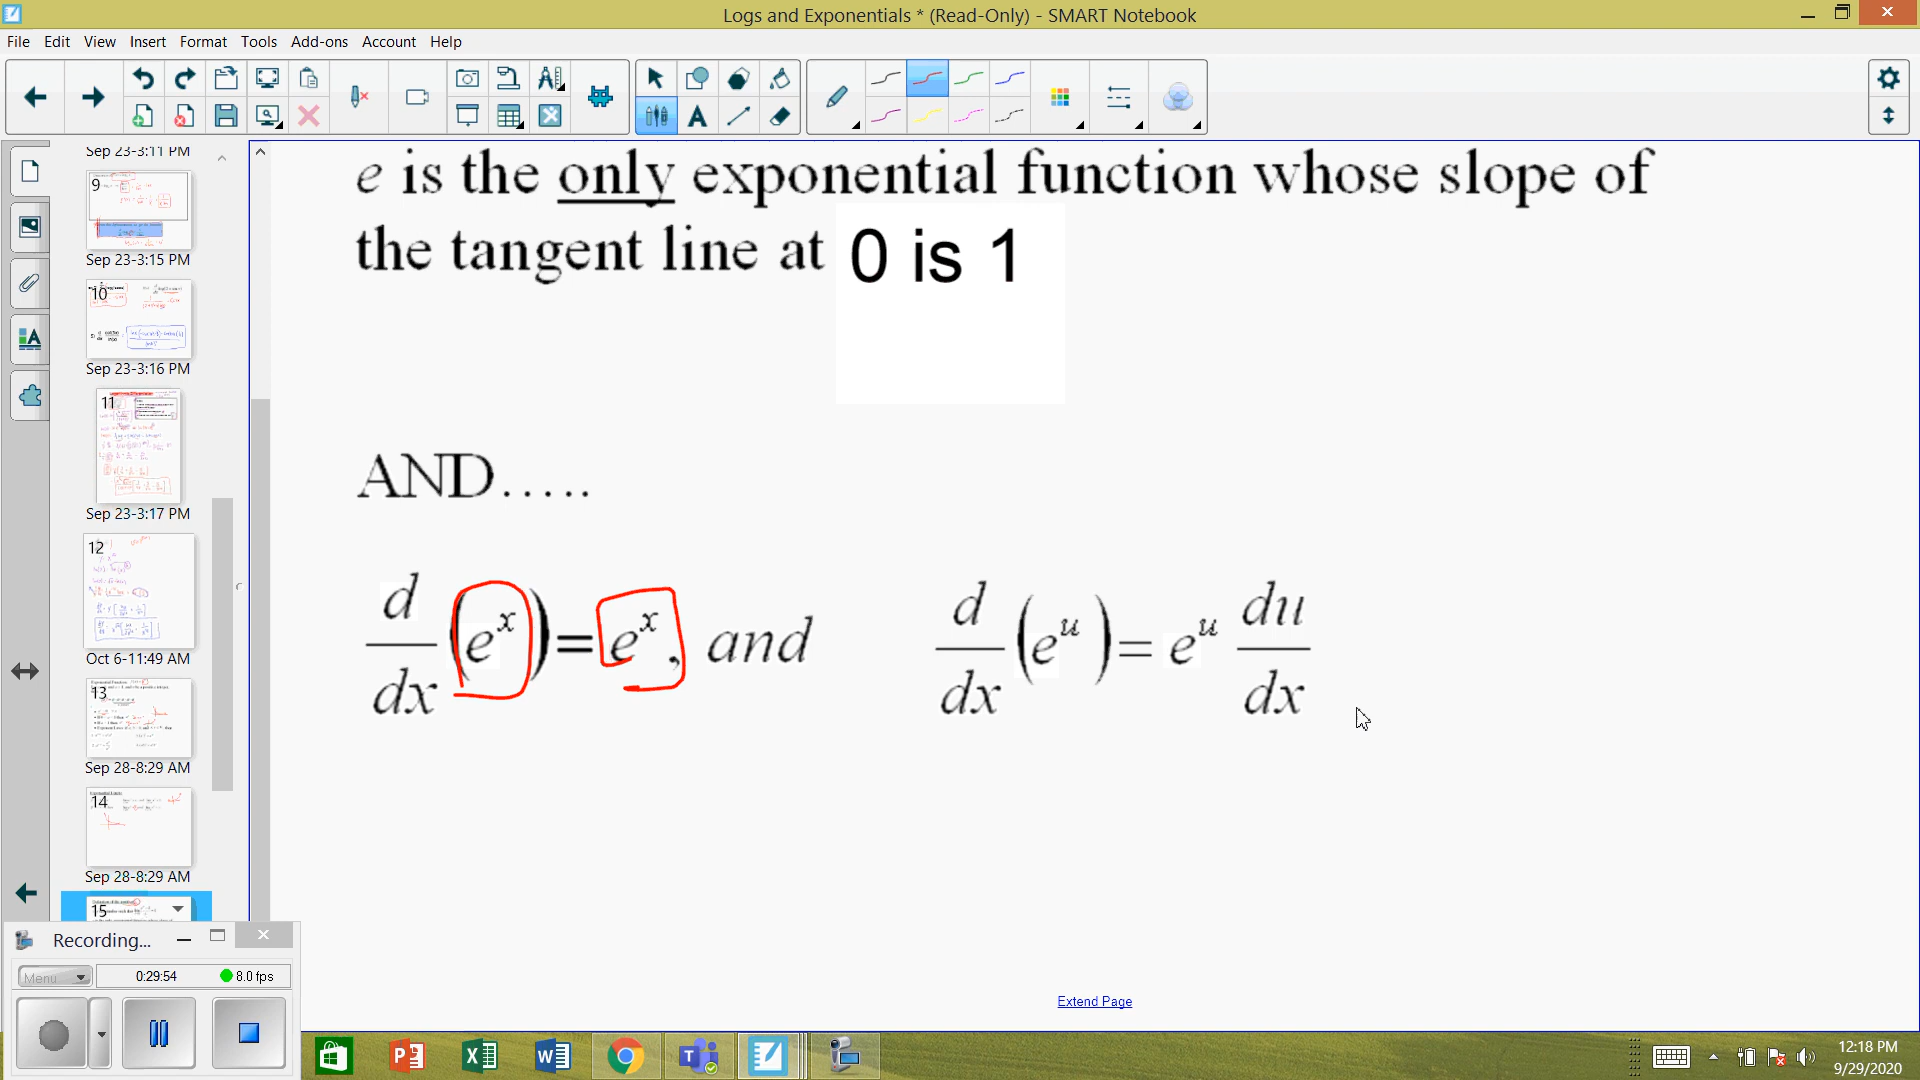 Logs and Exponentials * (Read-Only) - SMART Notebook
File Edit View Insert Format Tools Add-ons Account Help
Sep 23-3:11 PM
9
Sep 23-3:15 PM
10
Sep 23-3:16 PM
11
Sep 23-3:17 PM
12
Oct 6-11:49 AM
13
Sep 28-8:29 AM
14
Sep 28-8:29 AM
15
e is the only exponential function whose slope of
the tangent line at 0 is 1
AND.....
d/dx (e^x) = e^x, and d/dx (e^u) = e^u du/dx
Extend Page
Recording...
Menu 0:29:54 8.0 fps
12:18 PM
9/29/2020